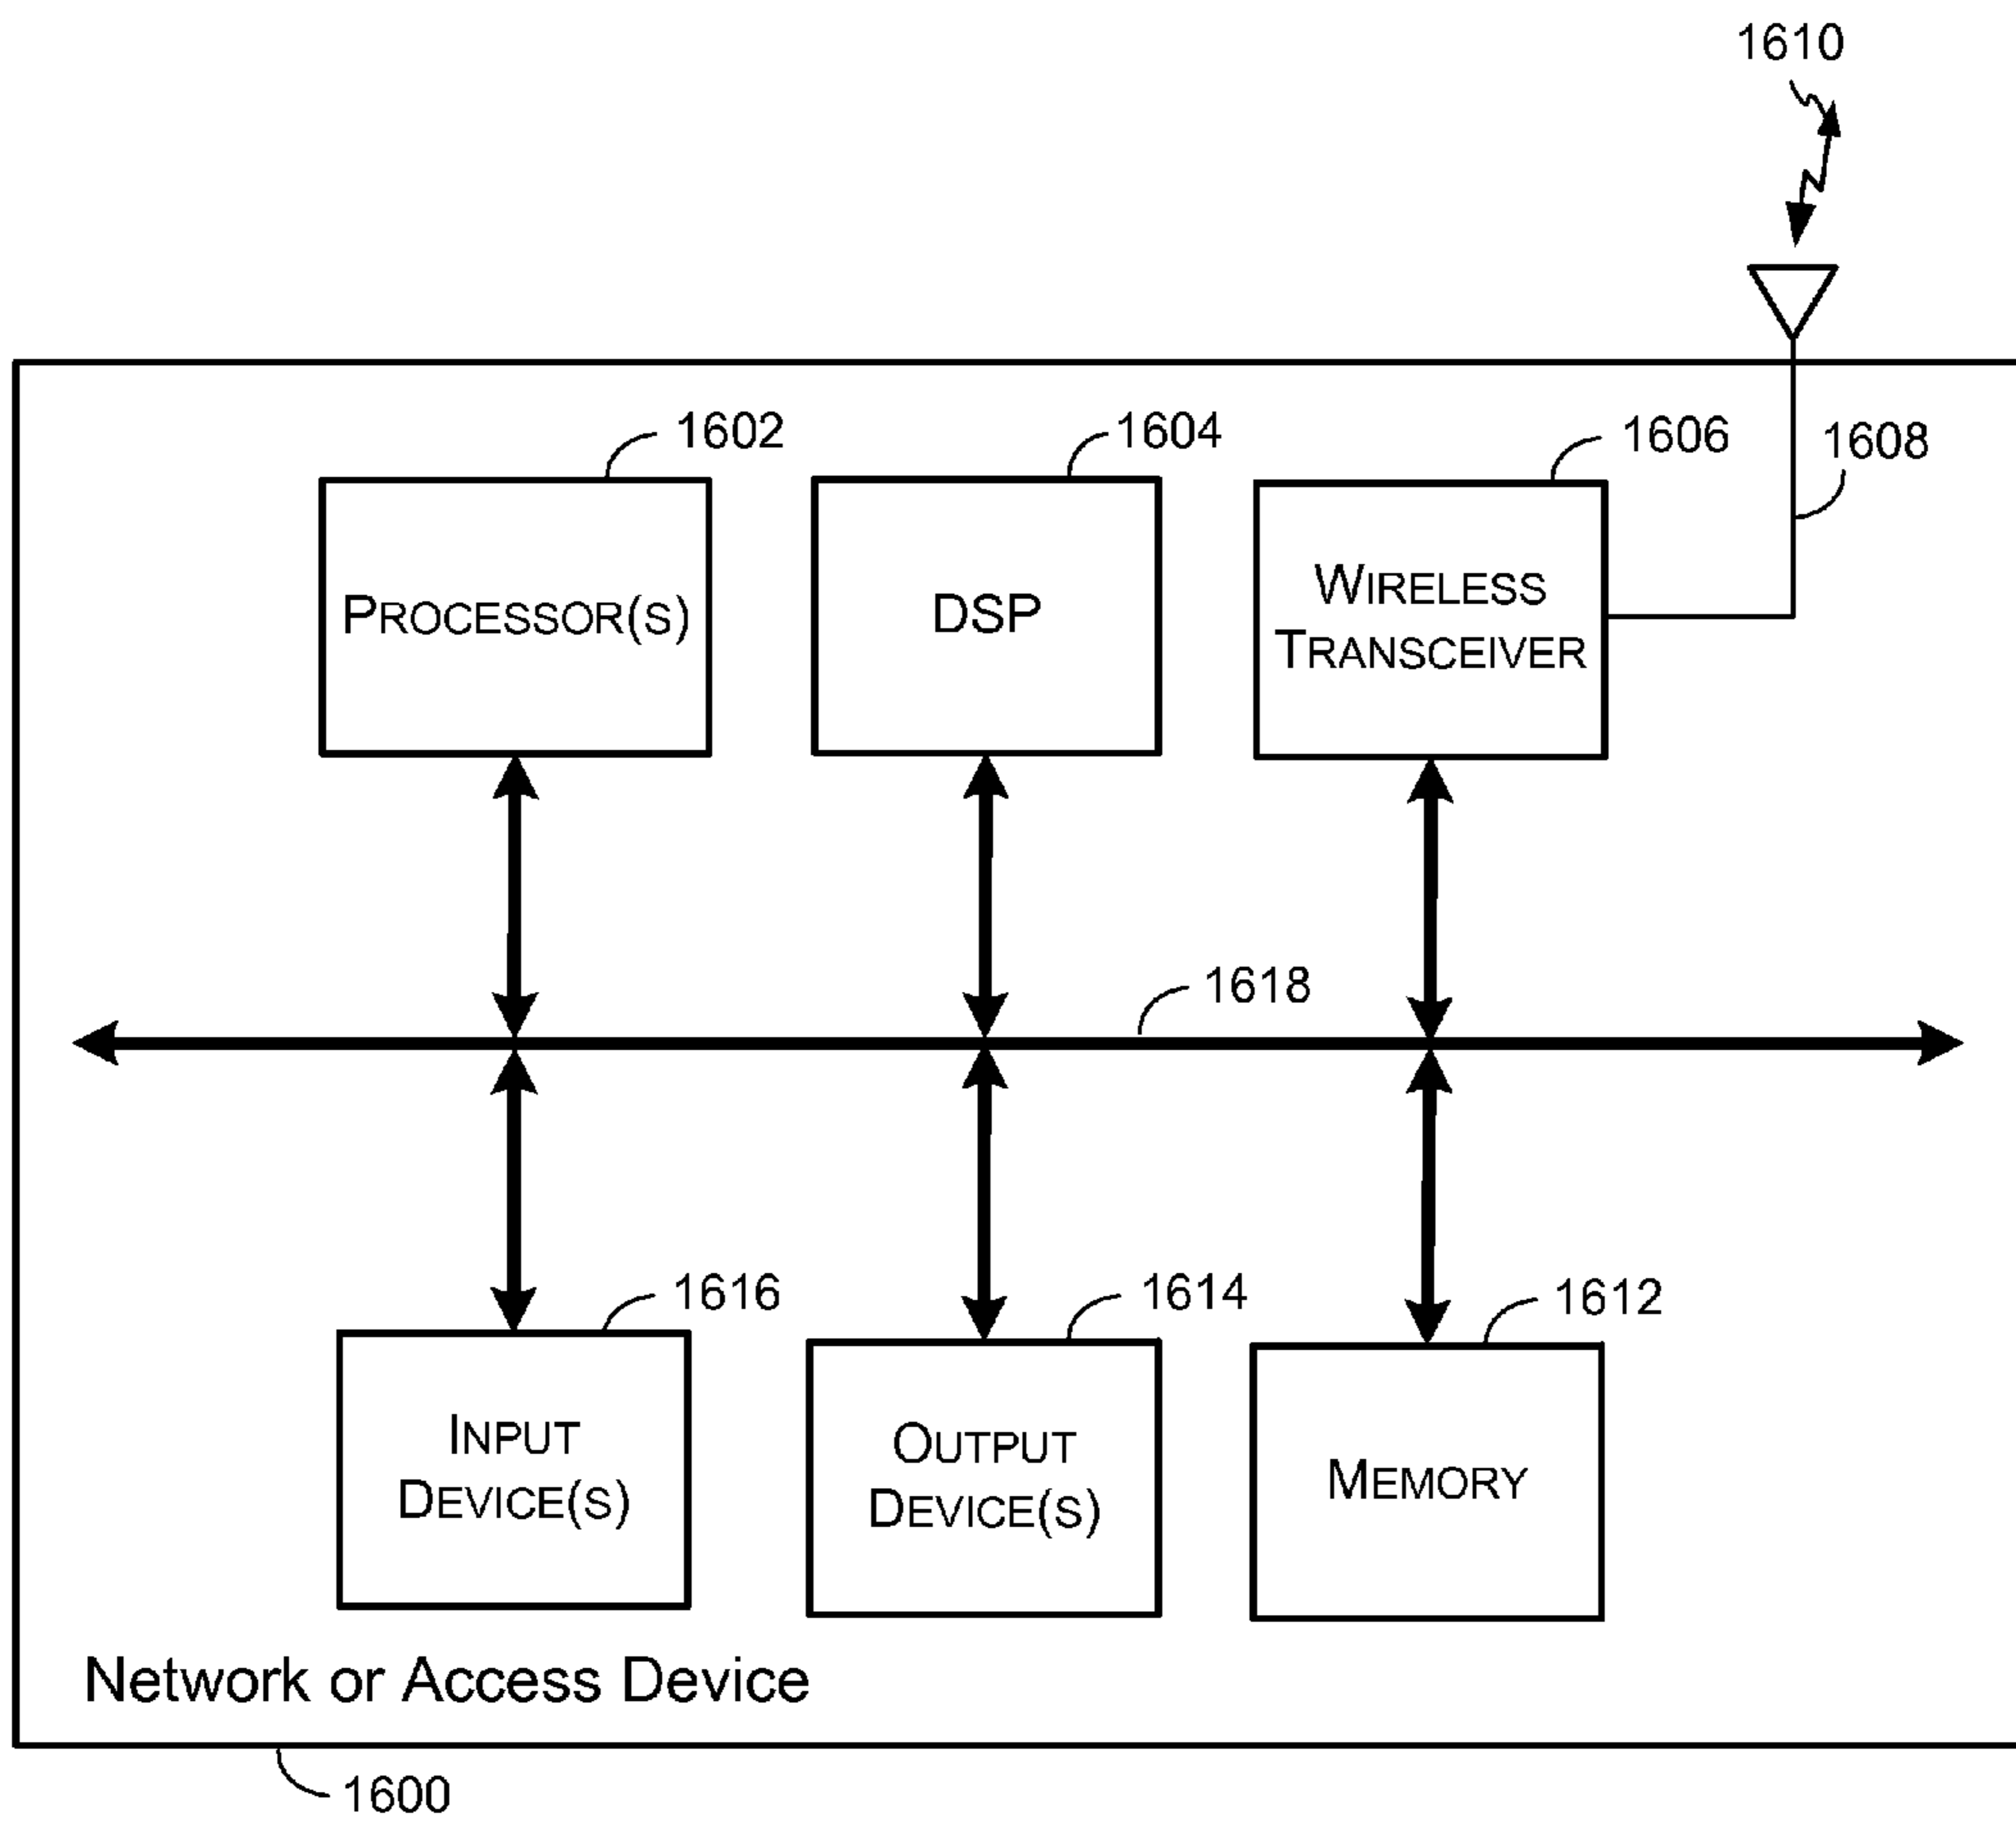 1610
1602
1604
1606
1608
PROCESSOR(S)
DSP
WIRELESS
TRANSCEIVER
1618
1616
1614
1612
INPUT
DEVICE(S)
OUTPUT
DEVICE(S)
MEMORY
Network or Access Device
1600